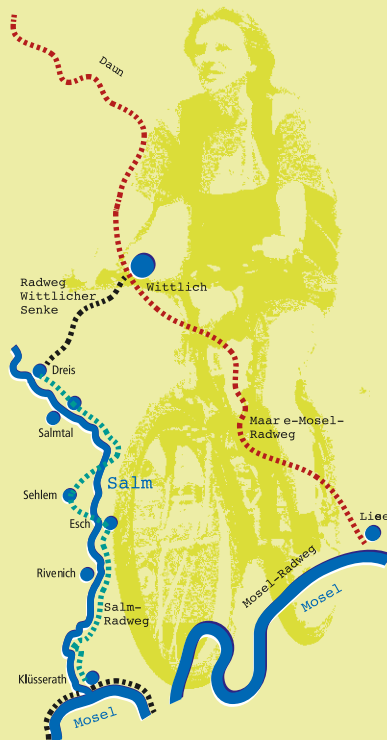 Daun
Radweg
Wittlicher
Senke
Wittlich
Dreis
Salmtal
Maare-Mosel-
Radweg
Sehlem
Salm
Esch
Rivenich
Mosel-Radweg
Mosel
Salm-
Radweg
Klüsserath
Mosel